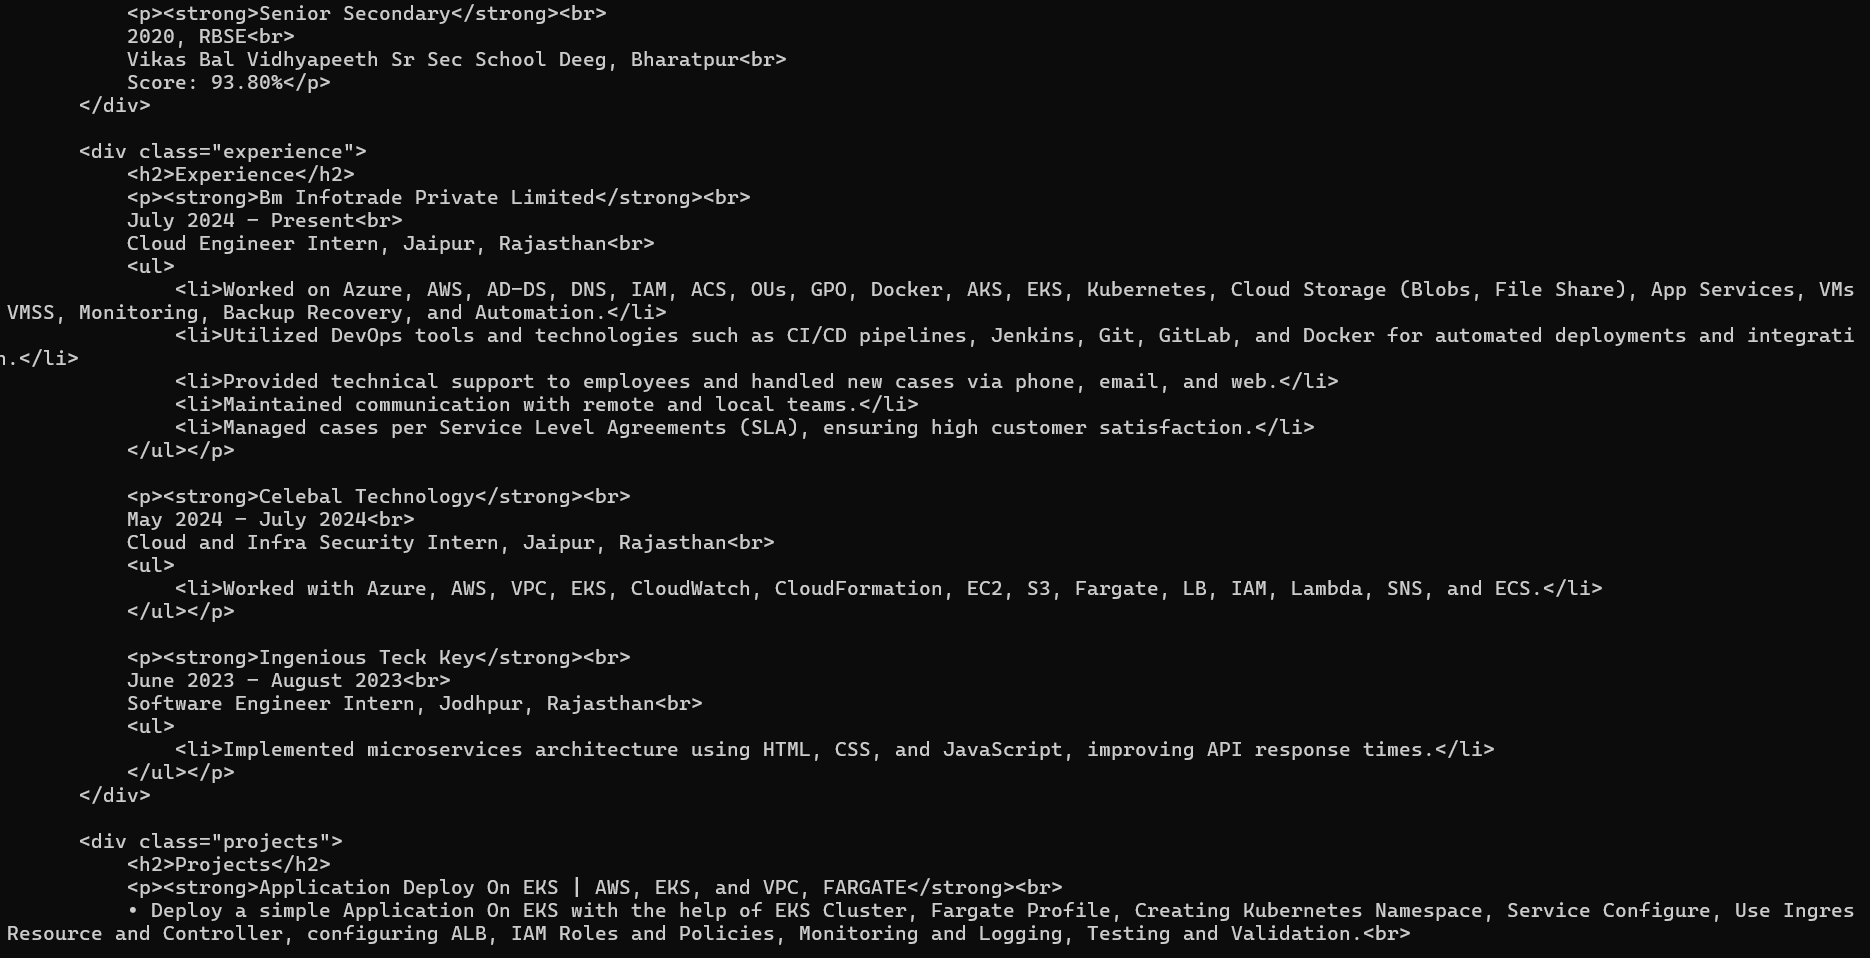 <p><strong>Senior Secondary</strong><br>
2020, RBSE<br>
Vikas Bal Vidhyapeeth Sr Sec School Deeg, Bharatpur<br>
Score: 93.80%</p>
</div>
<div class="experience">
<h2>Experience</h2>
<p><strong>Bm Infotrade Private Limited</strong><br>
July 2024 – Present<br>
Cloud Engineer Intern, Jaipur, Rajasthan<br>
<ul>
<li>Worked on Azure, AWS, AD-DS, DNS, IAM, ACS, OUs, GPO, Docker, AKS, EKS, Kubernetes, Cloud Storage (Blobs, File Share), App Services, VMs
VMSS, Monitoring, Backup Recovery, and Automation.</li>
<li>Utilized DevOps tools and technologies such as CI/CD pipelines, Jenkins, Git, GitLab, and Docker for automated deployments and integrati
n.</li>
<li>Provided technical support to employees and handled new cases via phone, email, and web.</li>
<li>Maintained communication with remote and local teams.</li>
<li>Managed cases per Service Level Agreements (SLA), ensuring high customer satisfaction.</li>
</ul></p>
<p><strong>Celebal Technology</strong><br>
May 2024 – July 2024<br>
Cloud and Infra Security Intern, Jaipur, Rajasthan<br>
<ul>
<li>Worked with Azure, AWS, VPC, EKS, CloudWatch, CloudFormation, EC2, S3, Fargate, LB, IAM, Lambda, SNS, and ECS.</li>
</ul></p>
<p><strong>Ingenious Teck Key</strong><br>
June 2023 – August 2023<br>
Software Engineer Intern, Jodhpur, Rajasthan<br>
<ul>
<li>Implemented microservices architecture using HTML, CSS, and JavaScript, improving API response times.</li>
</ul></p>
</div>
<div class="projects">
<h2>Projects</h2>
<p><strong>Application Deploy On EKS | AWS, EKS, and VPC, FARGATE</strong><br>
• Deploy a simple Application On EKS with the help of EKS Cluster, Fargate Profile, Creating Kubernetes Namespace, Service Configure, Use Ingres
Resource and Controller, configuring ALB, IAM Roles and Policies, Monitoring and Logging, Testing and Validation.<br>